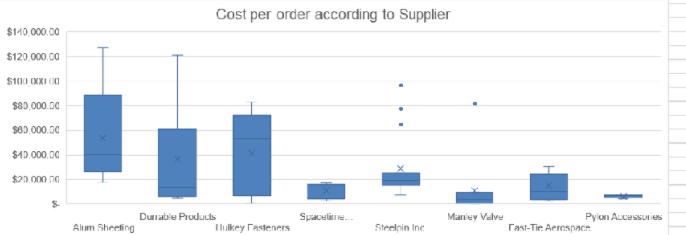 Cost per order according to Supplier
$140,000.00
$120,000.00
$100,000.00
$80,000.00
$60,000.00
$40,000.00
$20,000.00
$-
Alum Sheeting
Durrable Products
Hulkey Fasteners
Spacetime...
Steelpin Inc
Manley Valve
Fast-Tie Aerospace
Pylon Accessories